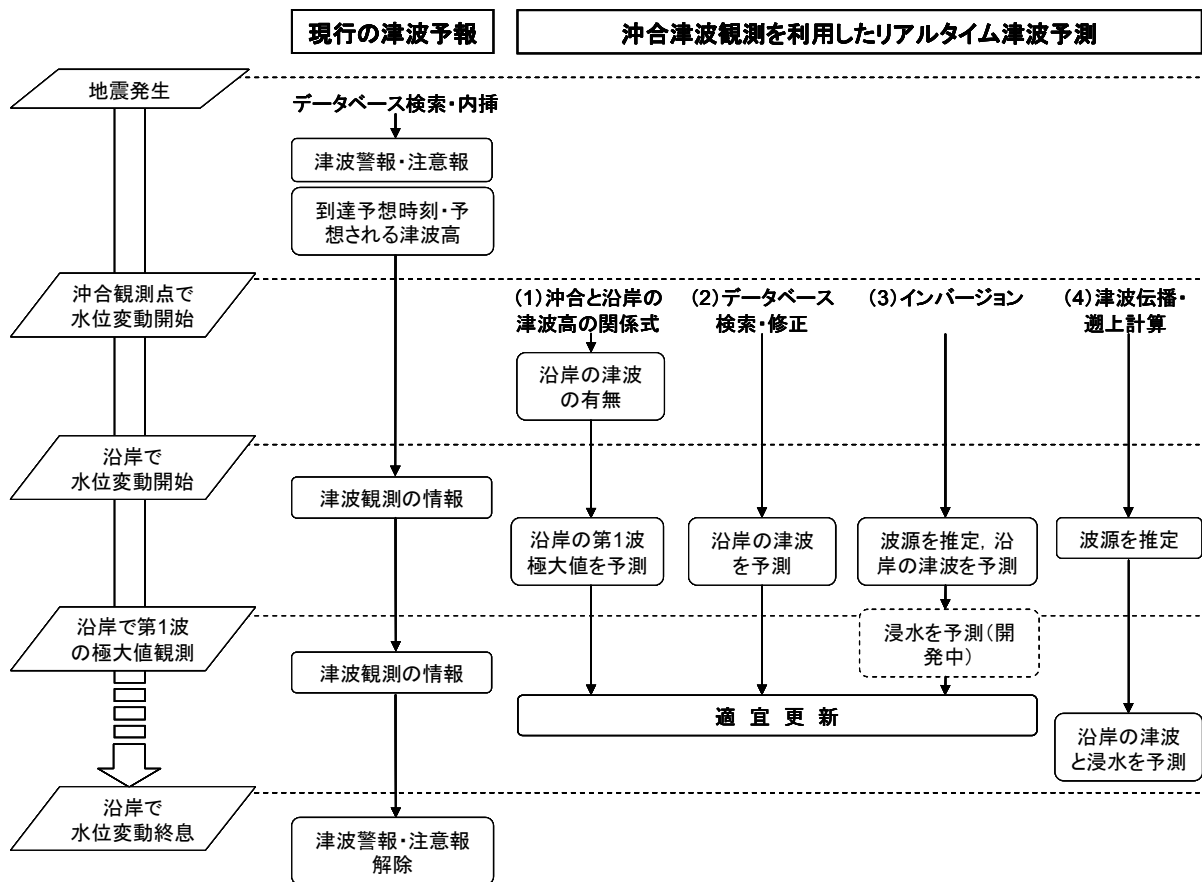 現行の津波予報
沖合津波観測を利用したリアルタイム津波予測
地震発生
データベース検索・内挿
津波警報・注意報
到達予想時刻・予
想される津波高
沖合観測点で
水位変動開始
(1)沖合と沿岸の
津波高の関係式
(2)データベース
検索・修正
(3)インバージョン
(4)津波伝播・
遡上計算
沿岸の津波
の有無
沿岸で
水位変動開始
津波観測の情報
沿岸の第1波
極大値を予測
沿岸の津波
を予測
波源を推定, 沿
岸の津波を予測
波源を推定
沿岸で第1波
の極大値観測
津波観測の情報
浸水を予測(開
発中)
適 宜 更 新
沿岸の津波
と浸水を予測
沿岸で
水位変動終息
津波警報・注意報
解除